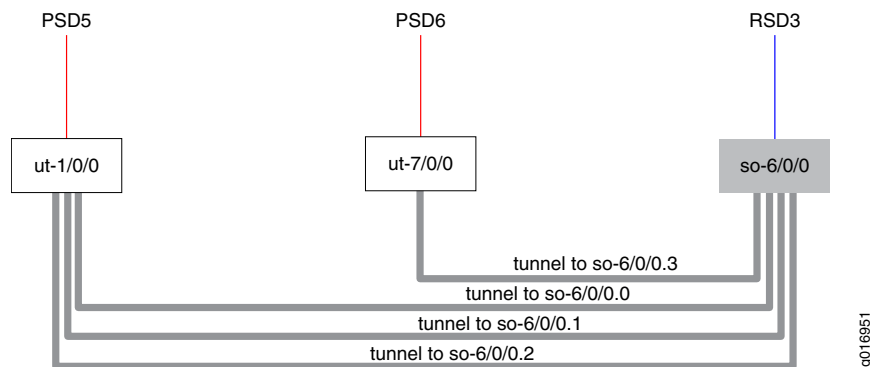 PSD5
PSD6
RSD3
ut-1/0/0
ut-7/0/0
so-6/0/0
tunnel to so-6/0/0.3
tunnel to so-6/0/0.0
tunnel to so-6/0/0.1
tunnel to so-6/0/0.2
g016951